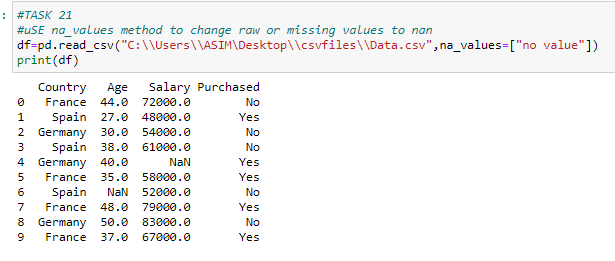 #TASK 21
#uSE na_values method to change raw or missing values to nan
df=pd.read_csv("C:\\Users\\ASIM\Desktop\\csvfiles\\Data.csv",na_values=["no value"])
print(df)
Country Age Salary Purchased
0 France 44.0 72000.0 No
1 Spain 27.0 48000.0 Yes
2 Germany 30.0 54000.0 No
3 Spain 38.0 61000.0 No
4 Germany 40.0 NaN Yes
5 France 35.0 58000.0 Yes
6 Spain NaN 52000.0 No
7 France 48.0 79000.0 Yes
8 Germany 50.0 83000.0 No
9 France 37.0 67000.0 Yes